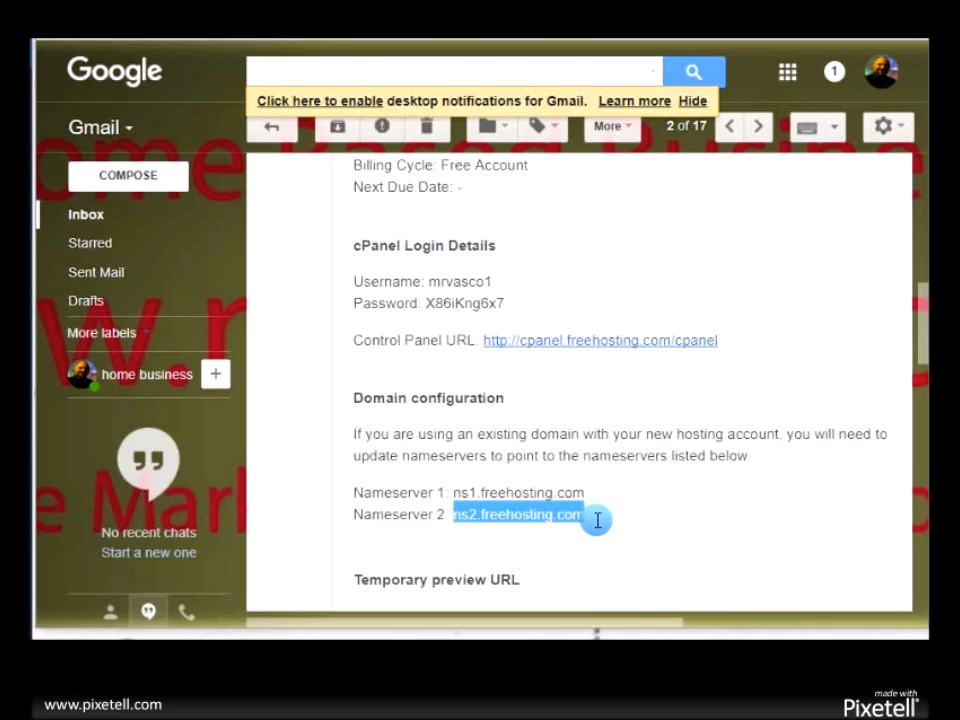 Google
Click here to enable desktop notifications for Gmail. Learn more Hide
1
Gmail
More
2 of 17
COMPOSE
Inbox
Starred
Sent Mail
Drafts
More labels
home business
+
No recent chats
Start a new one
Billing Cycle: Free Account
Next Due Date: -
cPanel Login Details
Username: mrvasco1
Password: X86iKng6x7
Control Panel URL: http://cpanel.freehosting.com/cpanel
Domain configuration
If you are using an existing domain with your new hosting account, you will need to
update nameservers to point to the nameservers listed below.
Nameserver 1: ns1.freehosting.com
Nameserver 2: ns2.freehosting.com
Temporary preview URL
www.pixetell.com
made with
Pixetell